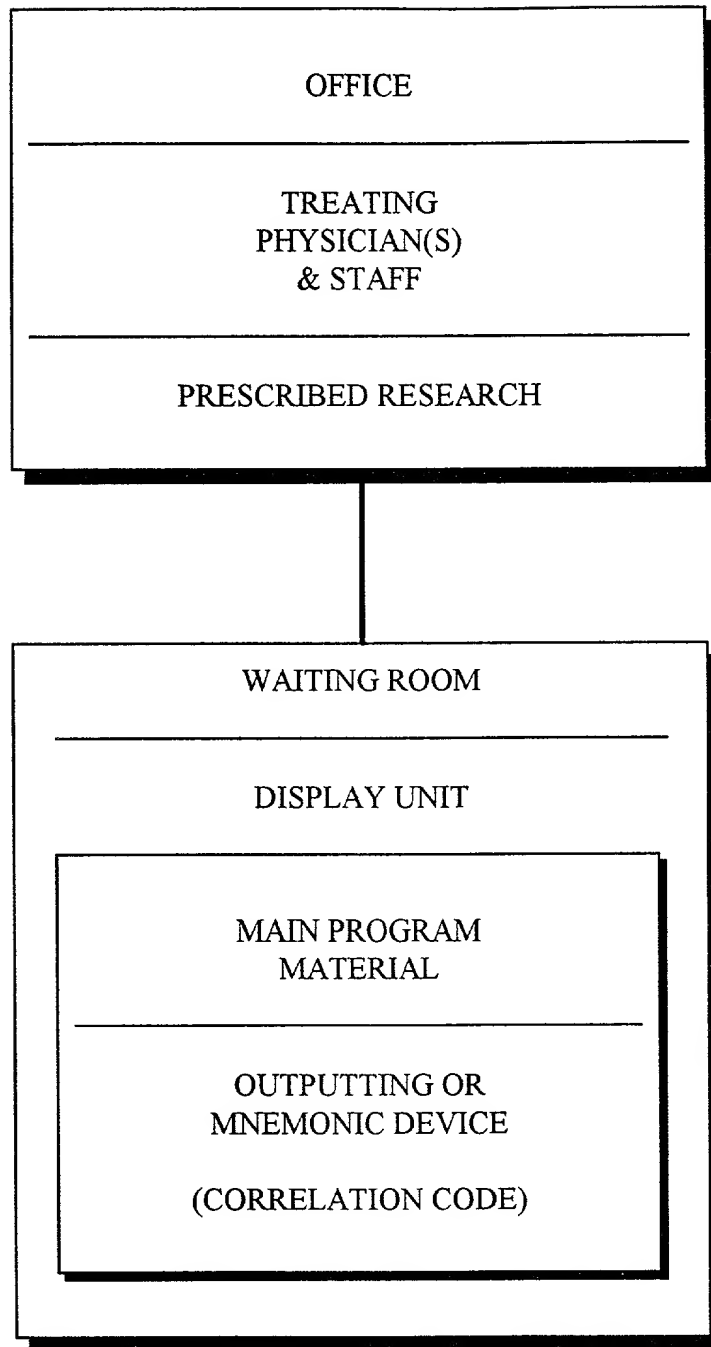 OFFICE
TREATING
PHYSICIAN(S)
& STAFF
PRESCRIBED RESEARCH
WAITING ROOM
DISPLAY UNIT
MAIN PROGRAM
MATERIAL
OUTPUTTING OR
MNEMONIC DEVICE
(CORRELATION CODE)